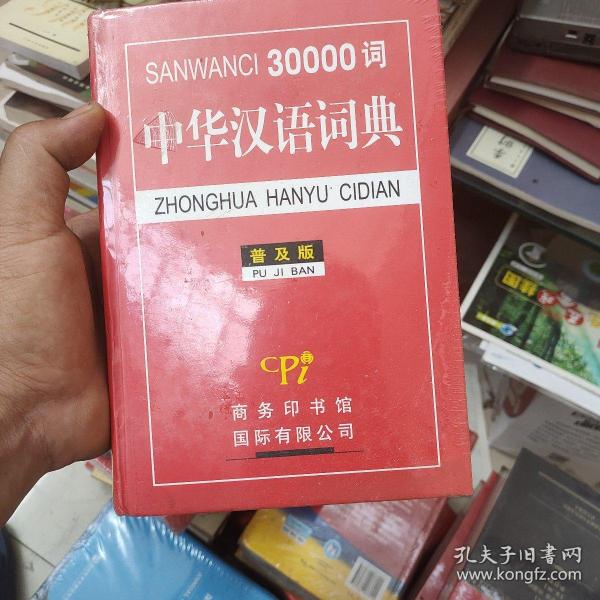 SANWANCI 30000词
中华汉语词典
ZHONGHUA HANYU CIDIAN
普及版
PU JI BAN
CPi
商务印书馆
国际有限公司
孔夫子旧书网
www.kongfz.com